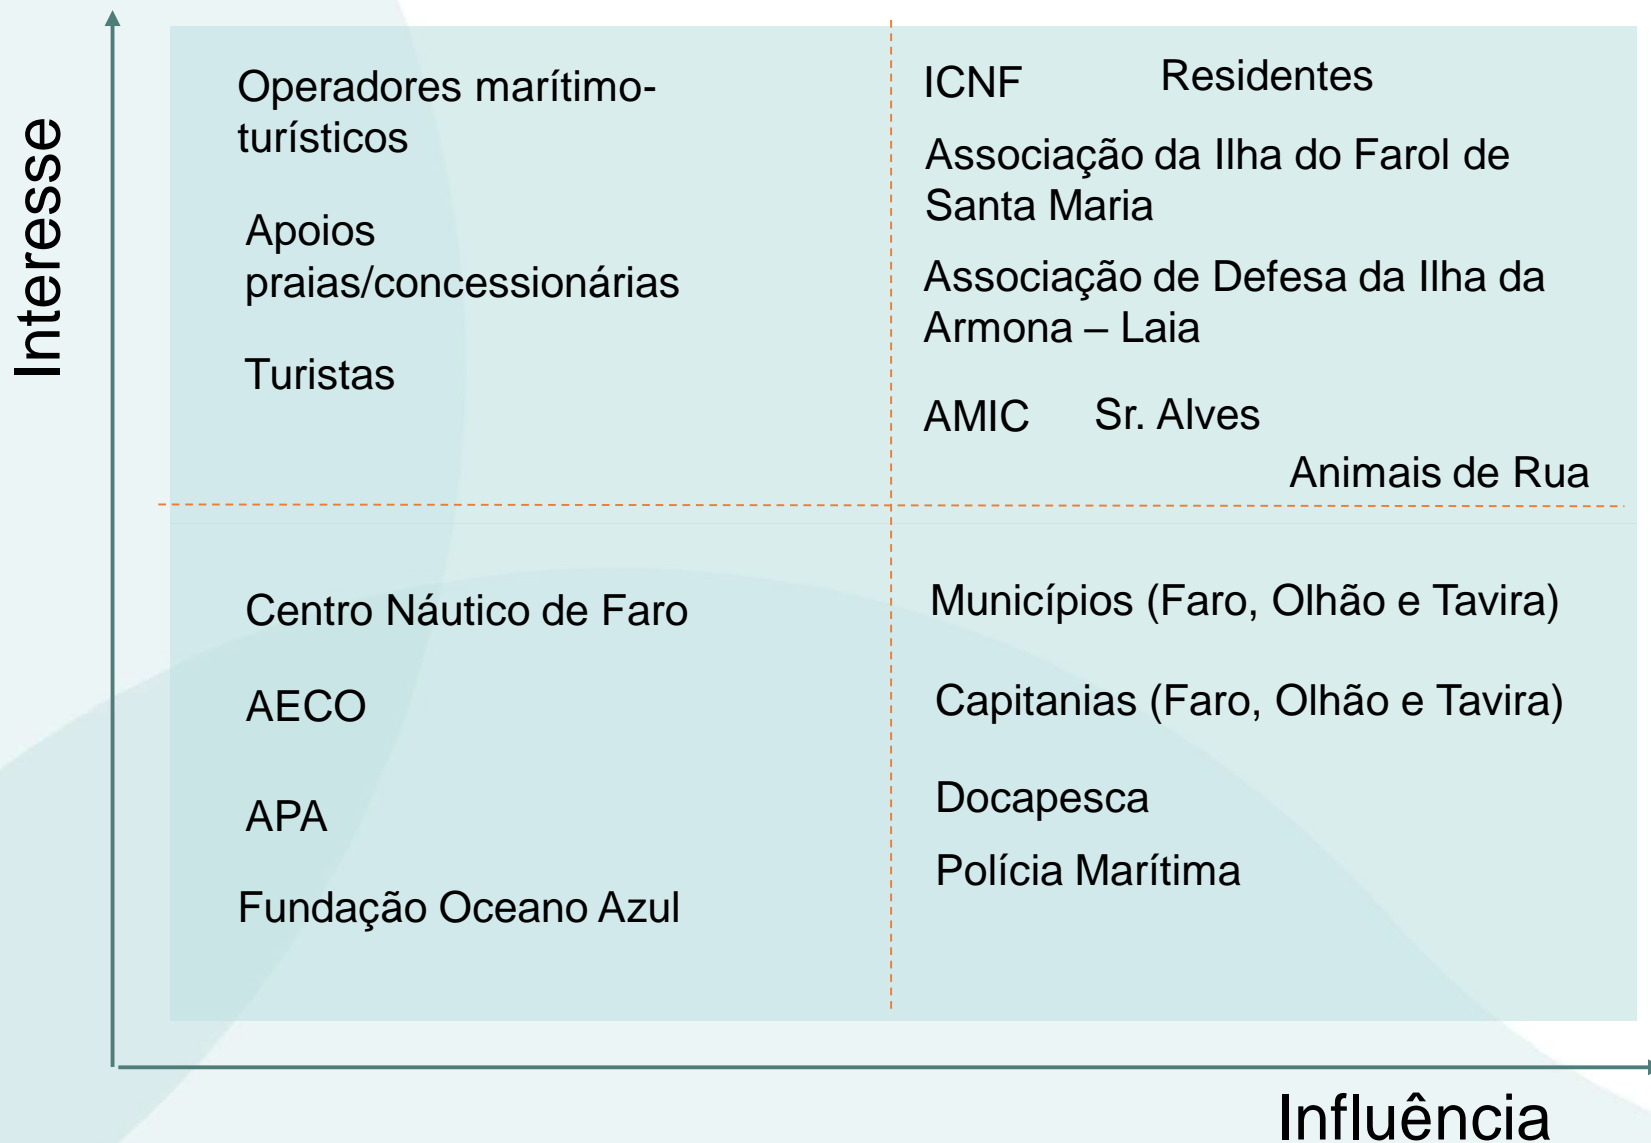 Interesse
Operadores marítimo-
turísticos
Apoios
praias/concessionárias
Turistas
ICNF
Residentes
Associação da Ilha do Farol de
Santa Maria
Associação de Defesa da Ilha da
Armona – Laia
AMIC
Sr. Alves
Animais de Rua
Centro Náutico de Faro
AECO
APA
Fundação Oceano Azul
Municípios (Faro, Olhão e Tavira)
Capitanias (Faro, Olhão e Tavira)
Docapesca
Polícia Marítima
Influência